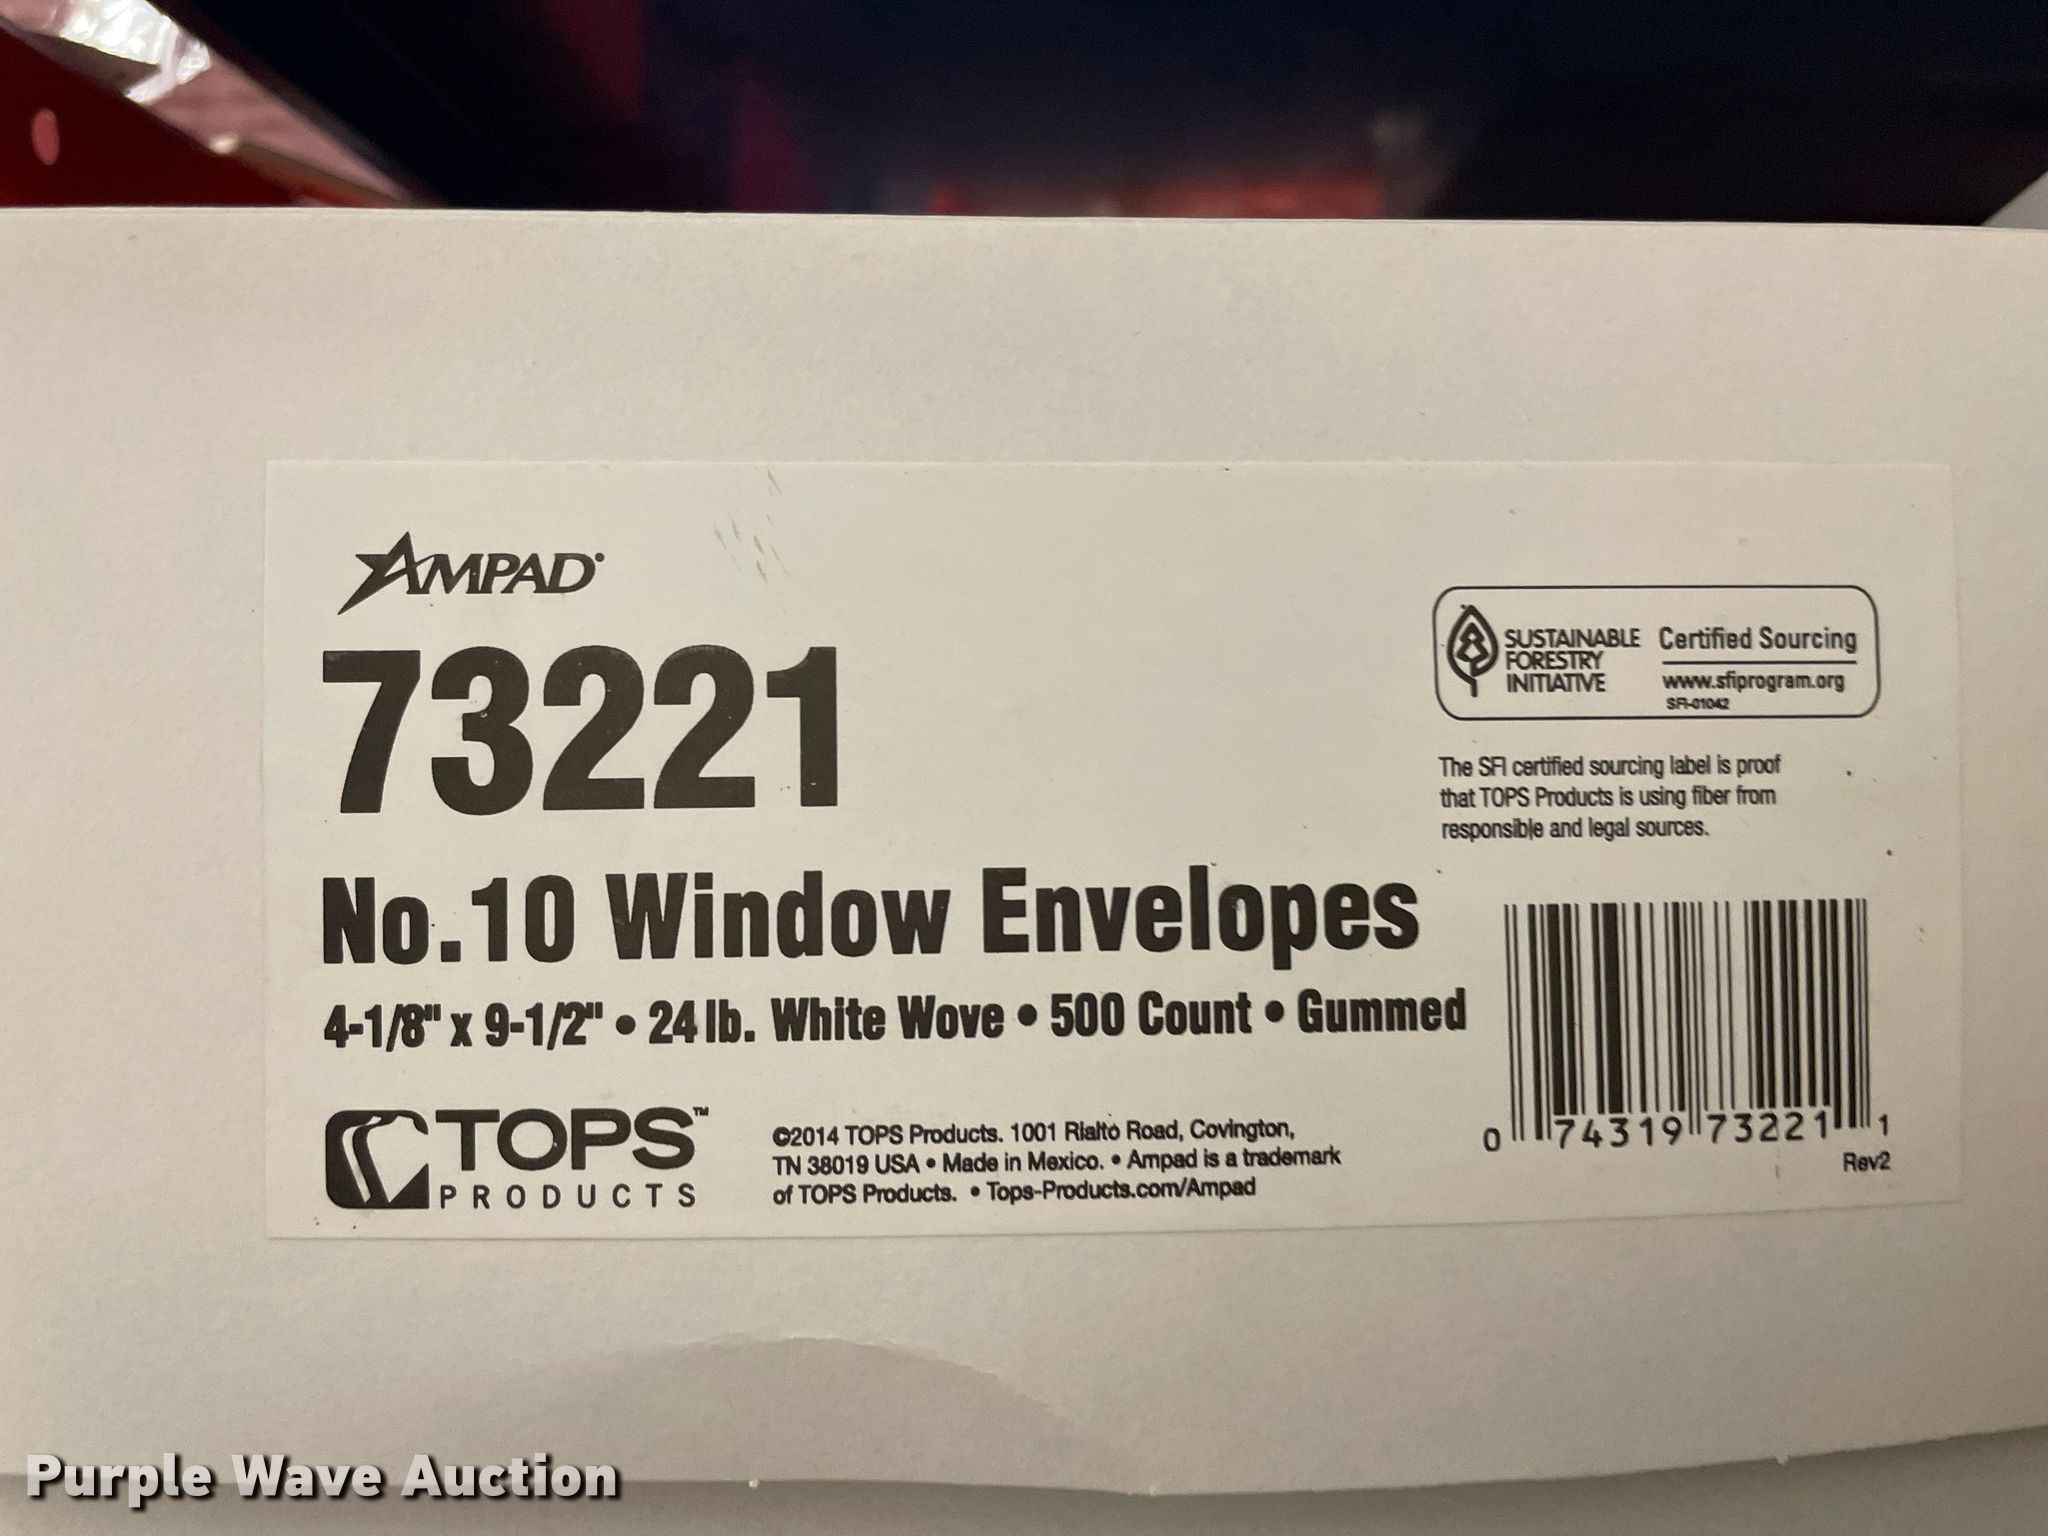 AMPAD
73221
No. 10 Window Envelopes
4-1/8" x 9-1/2" • 24 lb. White Wove • 500 Count • Gummed
TOPS™
PRODUCTS
©2014 TOPS Products. 1001 Rialto Road, Covington,
TN 38019 USA • Made in Mexico. • Ampad is a trademark
of TOPS Products. • Tops-Products.com/Ampad
SUSTAINABLE
FORESTRY
INITIATIVE
Certified Sourcing
www.sfiprogram.org
SFI-01042
The SFI certified sourcing label is proof
that TOPS Products is using fiber from
responsible and legal sources.
0 74319 73221 1
Rev2
Purple Wave Auction